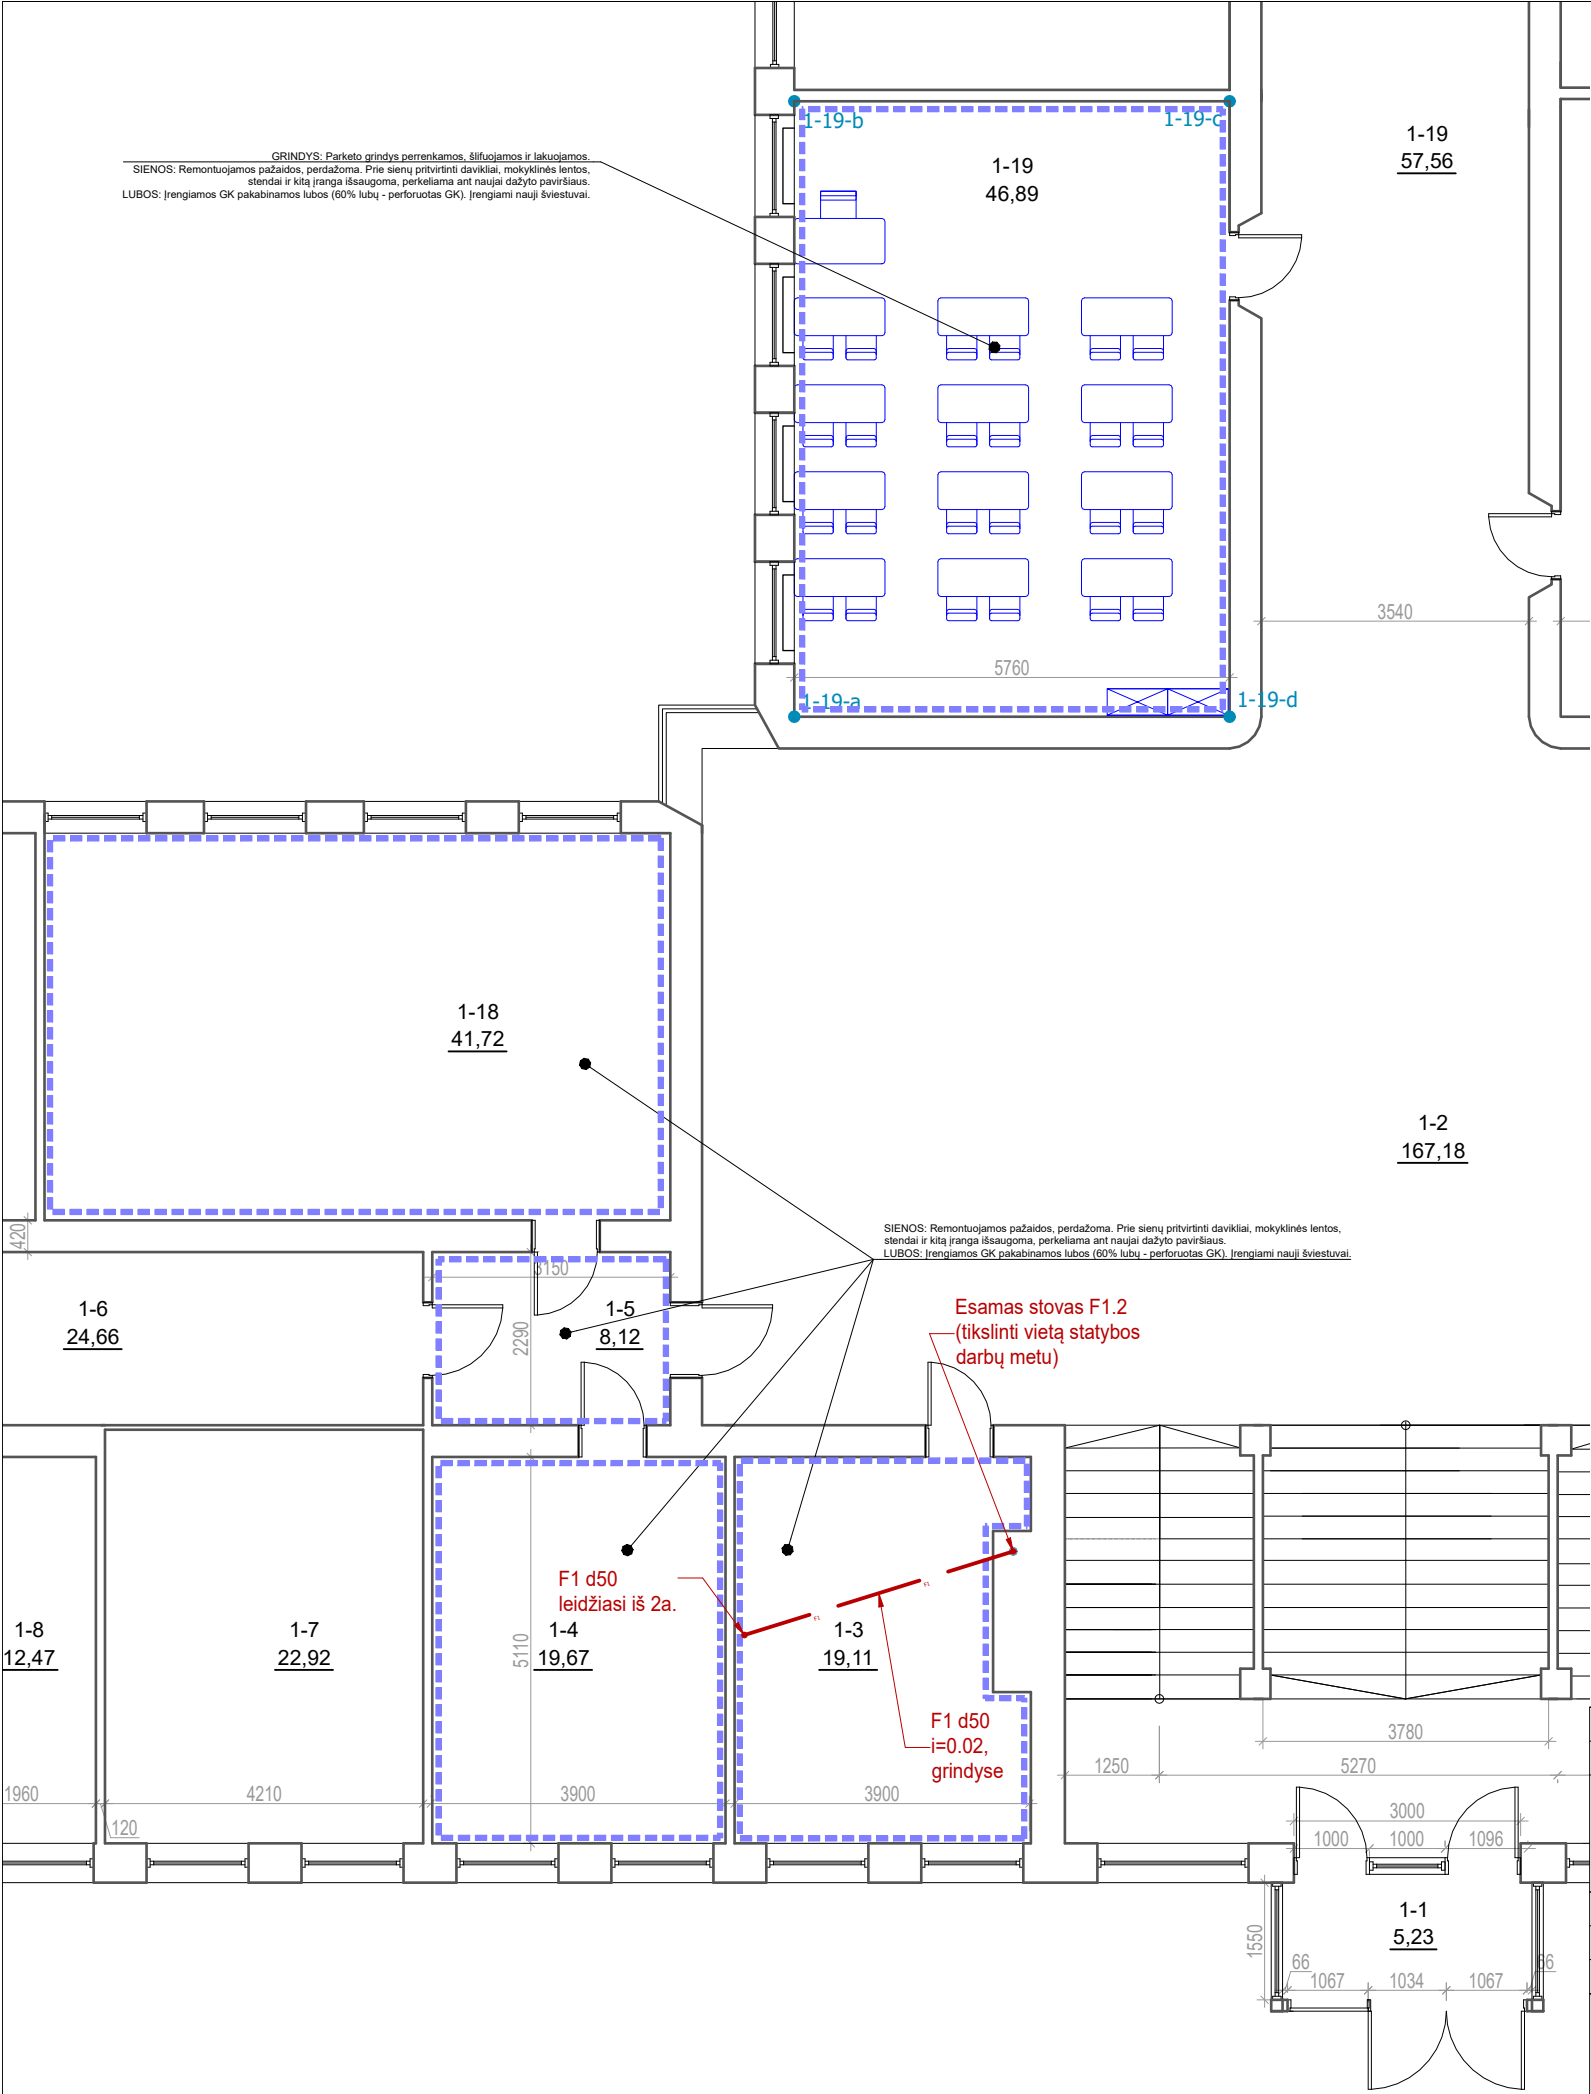 1-19-b
1-19-c
1-19
57,56
GRINDYS: Parketo grindys perrenkamos, šlifuojamos ir lakuojamos.
SIENOS: Remontuojamos pažaidos, perdažoma. Prie sienų pritvirtinti davikliai, mokyklinės lentos,
stendai ir kitą įranga išsaugoma, perkeliama ant naujai dažyto paviršiaus.
LUBOS: Įrengiamos GK pakabinamos lubos (60% lubų - perforuotas GK). Įrengiami nauji šviestuvai.
1-19
46,89
3540
5760
1-19-a
1-19-d
1-18
41,72
1-2
167,18
420
SIENOS: Remontuojamos pažaidos, perdažoma. Prie sienų pritvirtinti davikliai, mokyklinės lentos,
stendai ir kitą įranga išsaugoma, perkeliama ant naujai dažyto paviršiaus.
LUBOS: Įrengiamos GK pakabinamos lubos (60% lubų - perforuotas GK). Įrengiami nauji šviestuvai.
3150
1-6
24,66
2290
1-5
8,12
Esamas stovas F1.2
(tikslinti vietą statybos
darbų metu)
F1 d50
leidžiasi iš 2a.
F1
F1
1-8
12,47
1-7
22,92
5110
1-4
19,67
1-3
19,11
F1 d50
i=0.02,
grindyse
3780
1250
5270
1960
120
4210
3900
3900
3000
1000
1000
1096
1-1
5,23
1550
66
1067
1034
1067
66